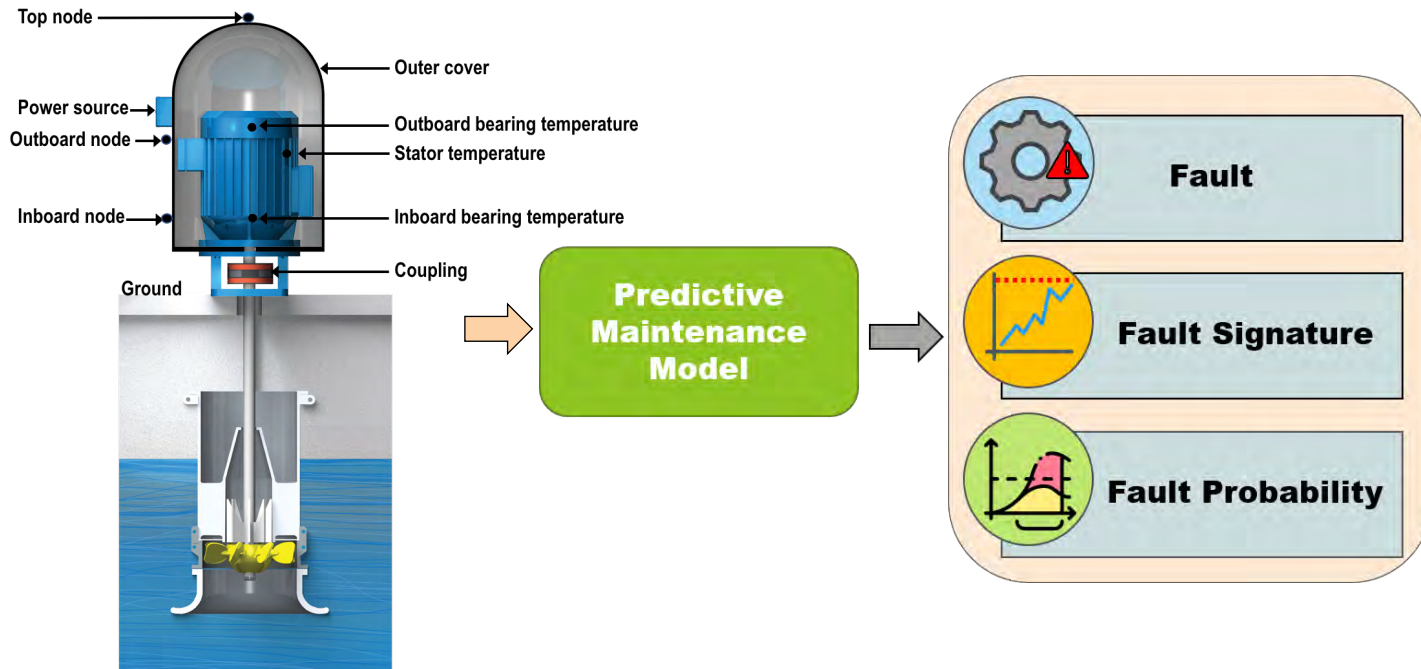 Top node
Outer cover
Power source
Outboard bearing temperature
Outboard node
Stator temperature
Inboard node
Inboard bearing temperature
Coupling
Ground
Predictive
Maintenance
Model
Fault
Fault Signature
Fault Probability